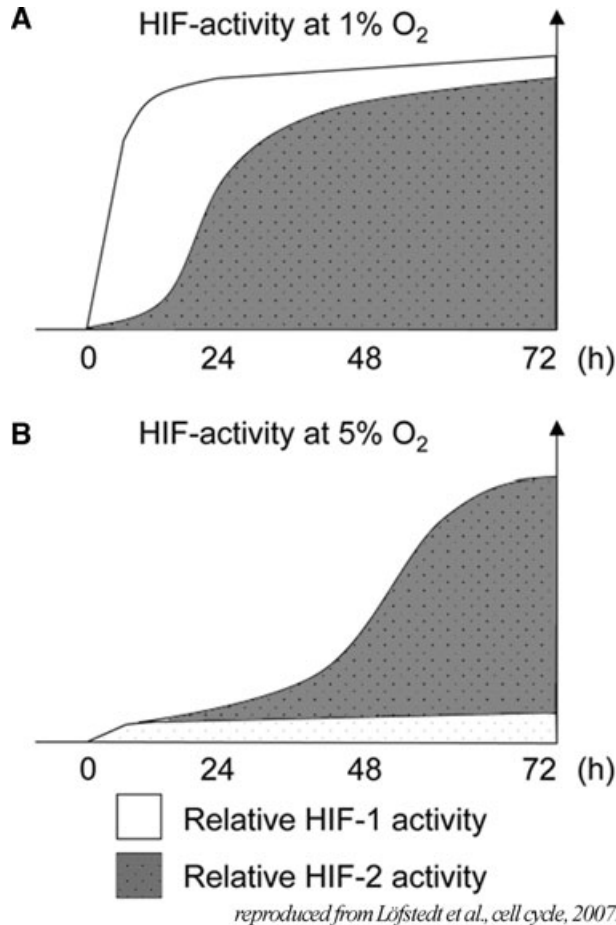 A
HIF-activity at 1% O₂
0 24 48 72 (h)
B
HIF-activity at 5% O₂
0 24 48 72 (h)
Relative HIF-1 activity
Relative HIF-2 activity
reproduced from Löfstedt et al., cell cycle, 2007.